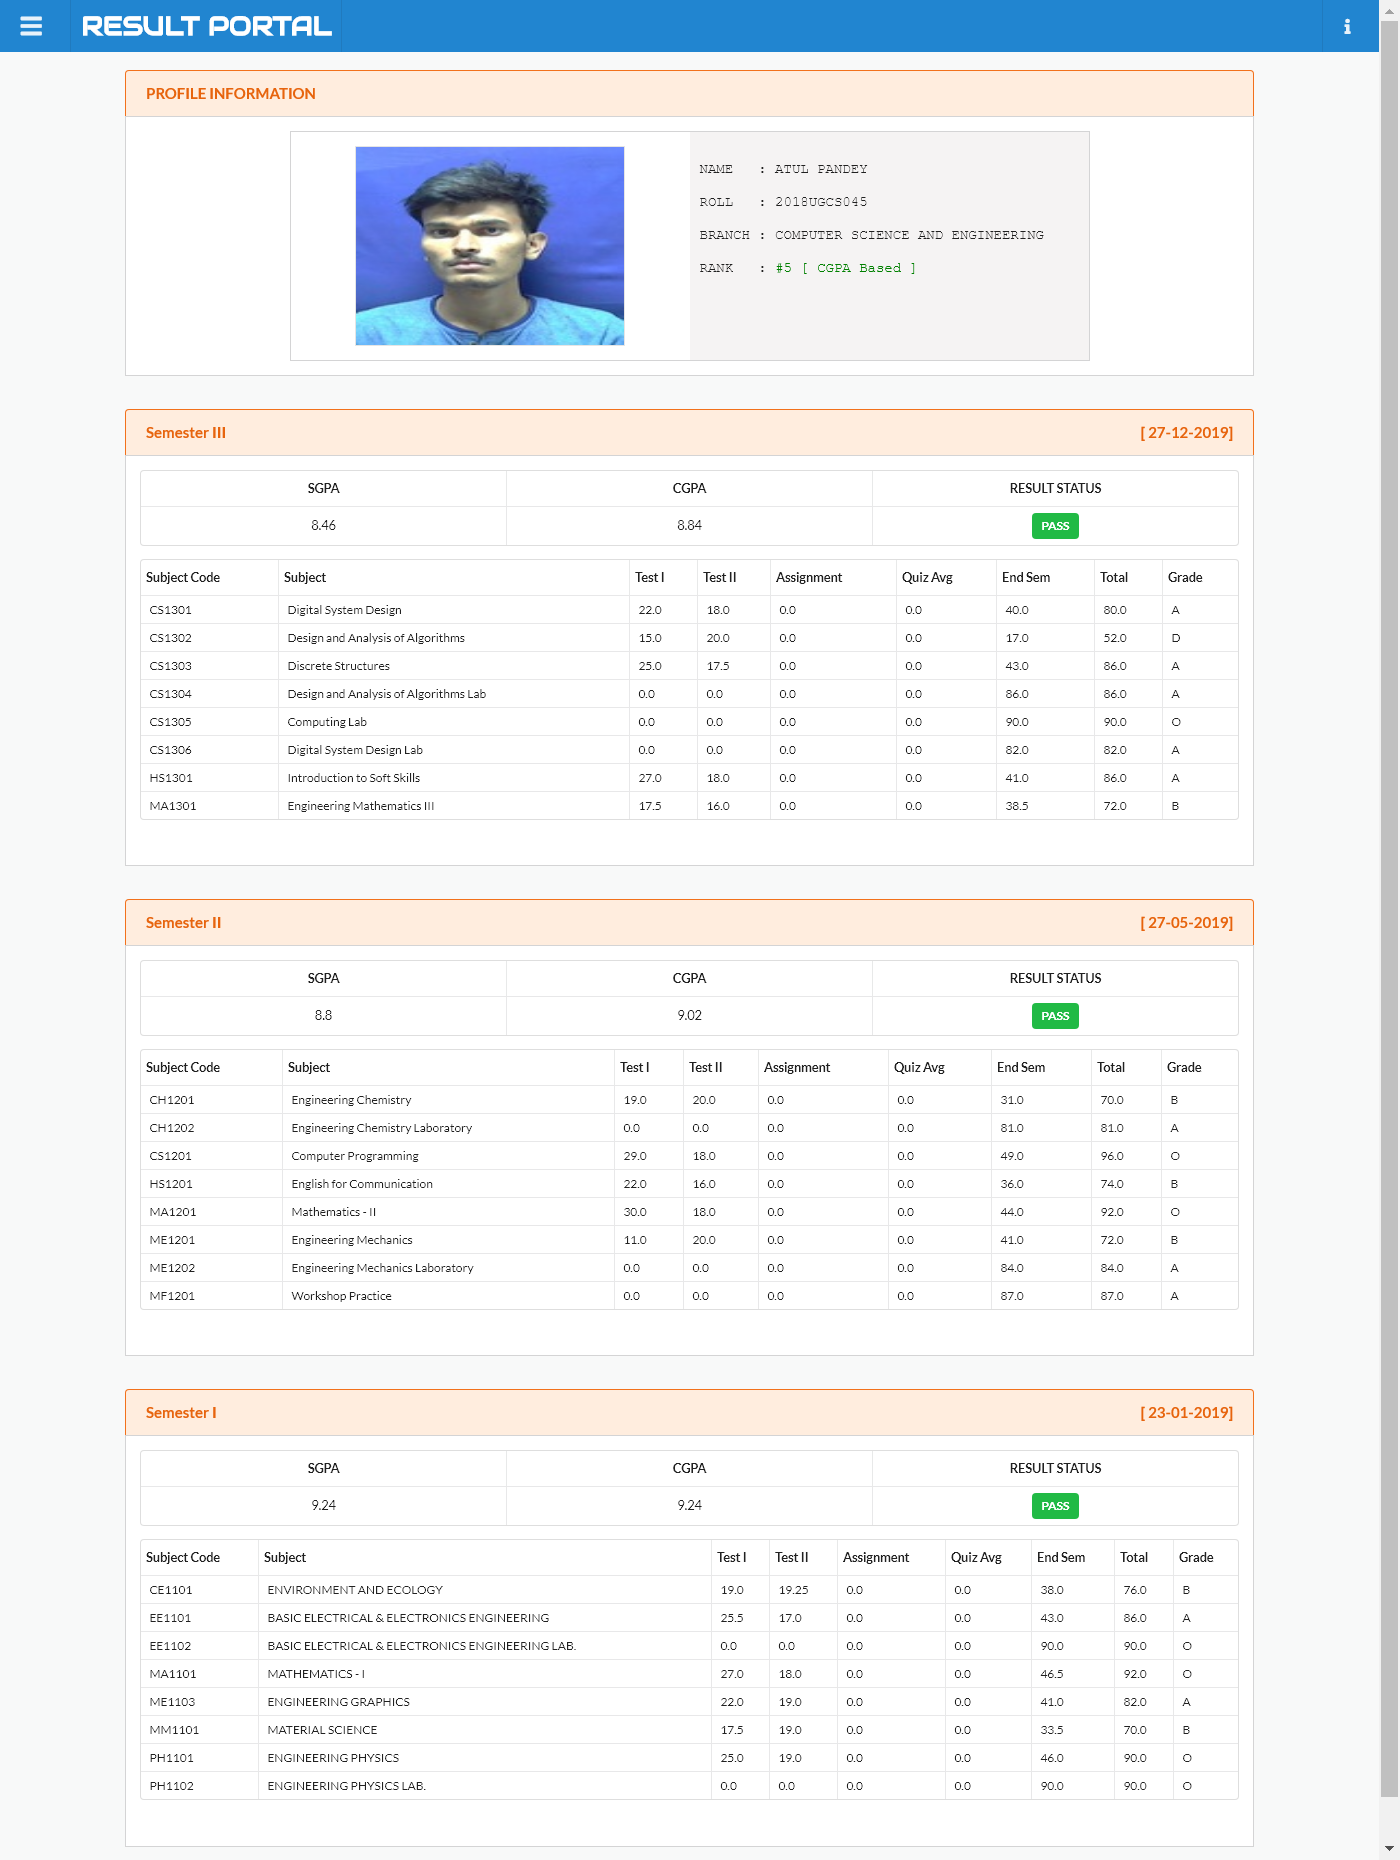 RESULT PORTAL
PROFILE INFORMATION
NAME : ATUL PANDEY
ROLL : 2018UGCS045
BRANCH : COMPUTER SCIENCE AND ENGINEERING
RANK : #5 [ CGPA Based ]
Semester III [ 27-12-2019]
SGPA CGPA RESULT STATUS
8.46 8.84 PASS
Subject Code Subject Test I Test II Assignment Quiz Avg End Sem Total Grade
CS1301 Digital System Design 22.0 18.0 0.0 0.0 40.0 80.0 A
CS1302 Design and Analysis of Algorithms 15.0 20.0 0.0 0.0 17.0 52.0 D
CS1303 Discrete Structures 25.0 17.5 0.0 0.0 43.0 86.0 A
CS1304 Design and Analysis of Algorithms Lab 0.0 0.0 0.0 0.0 86.0 86.0 A
CS1305 Computing Lab 0.0 0.0 0.0 0.0 90.0 90.0 O
CS1306 Digital System Design Lab 0.0 0.0 0.0 0.0 82.0 82.0 A
HS1301 Introduction to Soft Skills 27.0 18.0 0.0 0.0 41.0 86.0 A
MA1301 Engineering Mathematics III 17.5 16.0 0.0 0.0 38.5 72.0 B
Semester II [ 27-05-2019]
SGPA CGPA RESULT STATUS
8.8 9.02 PASS
Subject Code Subject Test I Test II Assignment Quiz Avg End Sem Total Grade
CH1201 Engineering Chemistry 19.0 20.0 0.0 0.0 31.0 70.0 B
CH1202 Engineering Chemistry Laboratory 0.0 0.0 0.0 0.0 81.0 81.0 A
CS1201 Computer Programming 29.0 18.0 0.0 0.0 49.0 96.0 O
HS1201 English for Communication 22.0 16.0 0.0 0.0 36.0 74.0 B
MA1201 Mathematics - II 30.0 18.0 0.0 0.0 44.0 92.0 O
ME1201 Engineering Mechanics 11.0 20.0 0.0 0.0 41.0 72.0 B
ME1202 Engineering Mechanics Laboratory 0.0 0.0 0.0 0.0 84.0 84.0 A
MF1201 Workshop Practice 0.0 0.0 0.0 0.0 87.0 87.0 A
Semester I [ 23-01-2019]
SGPA CGPA RESULT STATUS
9.24 9.24 PASS
Subject Code Subject Test I Test II Assignment Quiz Avg End Sem Total Grade
CE1101 ENVIRONMENT AND ECOLOGY 19.0 19.25 0.0 0.0 38.0 76.0 B
EE1101 BASIC ELECTRICAL & ELECTRONICS ENGINEERING 25.5 17.0 0.0 0.0 43.0 86.0 A
EE1102 BASIC ELECTRICAL & ELECTRONICS ENGINEERING LAB. 0.0 0.0 0.0 0.0 90.0 90.0 O
MA1101 MATHEMATICS - I 27.0 18.0 0.0 0.0 46.5 92.0 O
ME1103 ENGINEERING GRAPHICS 22.0 19.0 0.0 0.0 41.0 82.0 A
MM1101 MATERIAL SCIENCE 17.5 19.0 0.0 0.0 33.5 70.0 B
PH1101 ENGINEERING PHYSICS 25.0 19.0 0.0 0.0 46.0 90.0 O
PH1102 ENGINEERING PHYSICS LAB. 0.0 0.0 0.0 0.0 90.0 90.0 O